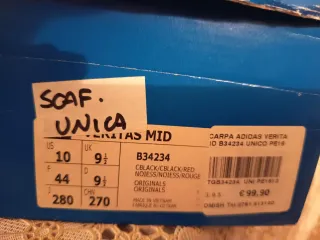 SCAF.
UNICA
VERITAS MID
US 10 UK 9½ B34234
CBLACK/CBLACK/RED
NOIESS/NOIESS/ROUGE
F 44 D 9½ ORIGINALS
ORIGINALS
J 280 CHN 270 MADE IN VIETNAM
SCARPA ADIDAS VERITA
B34234 UNICO PE16
€ 99,90